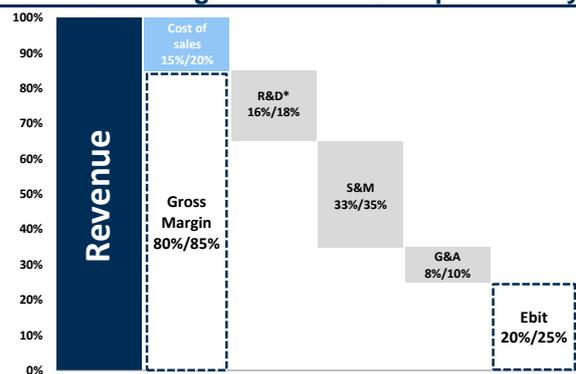 100%
90%
80%
70%
60%
50%
40%
30%
20%
10%
0%
Revenue
Cost of
sales
15%/20%
Gross
Margin
80%/85%
R&D*
16%/18%
S&M
33%/35%
G&A
8%/10%
Ebit
20%/25%